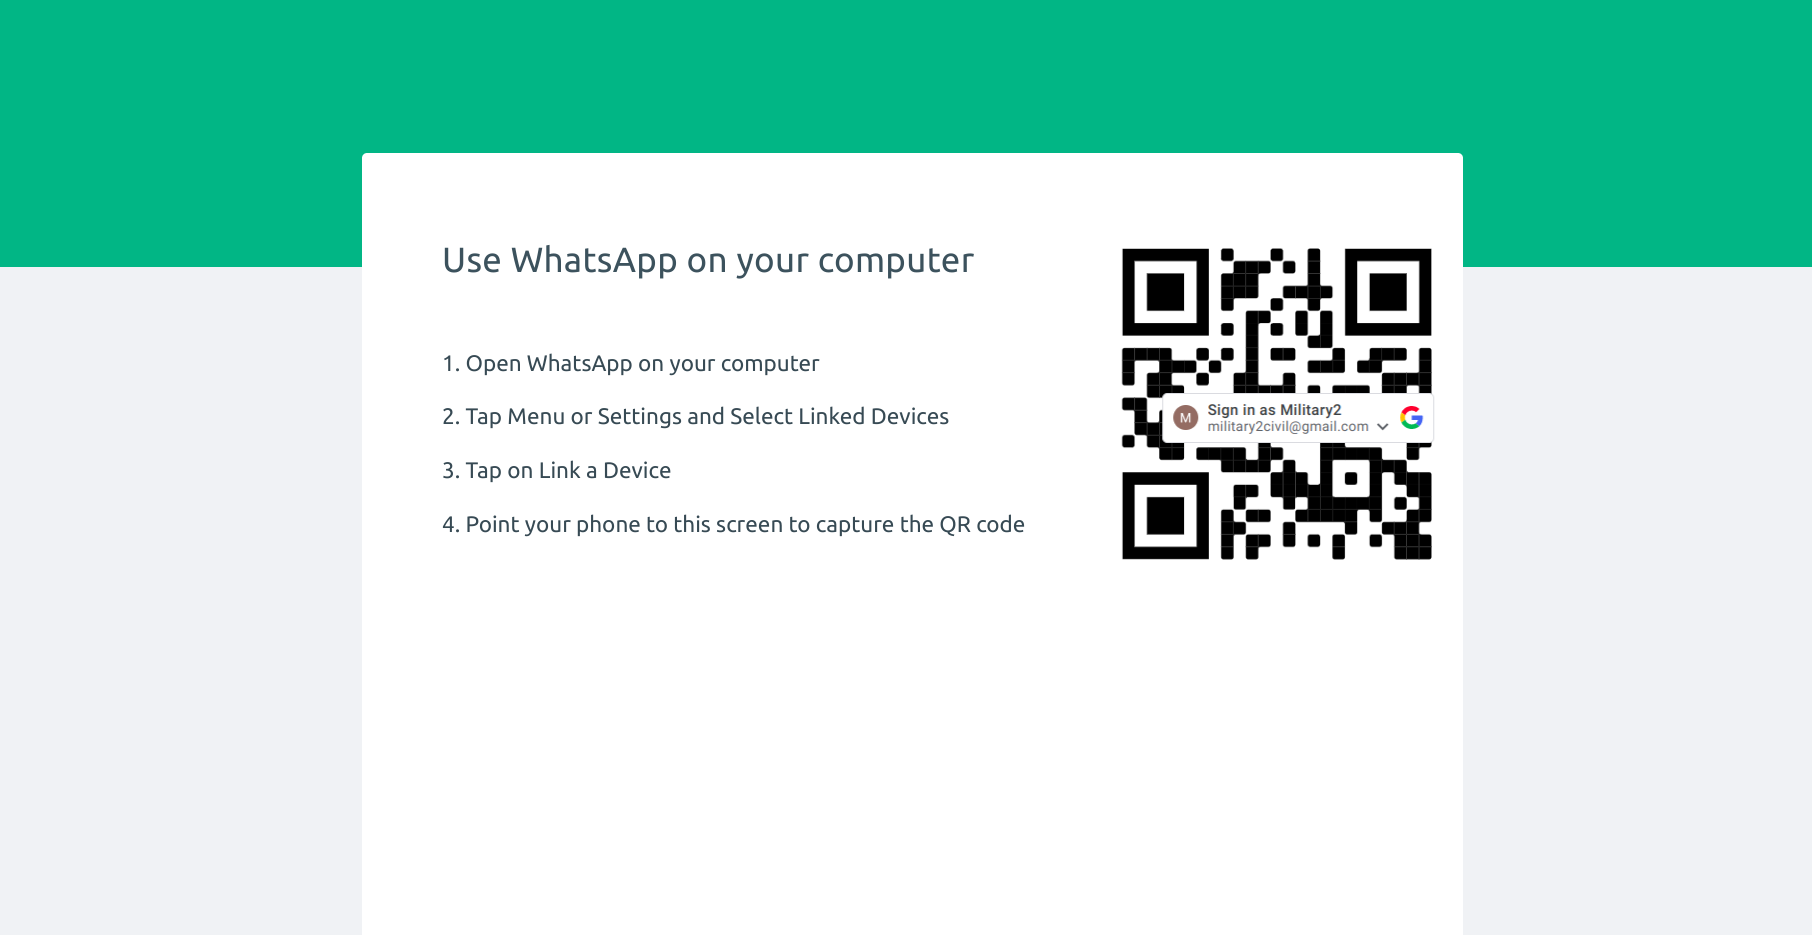 Use WhatsApp on your computer
1. Open WhatsApp on your computer
2. Tap Menu or Settings and Select Linked Devices
3. Tap on Link a Device
4. Point your phone to this screen to capture the QR code
M
Sign in as Military2
military2civil@gmail.com
G